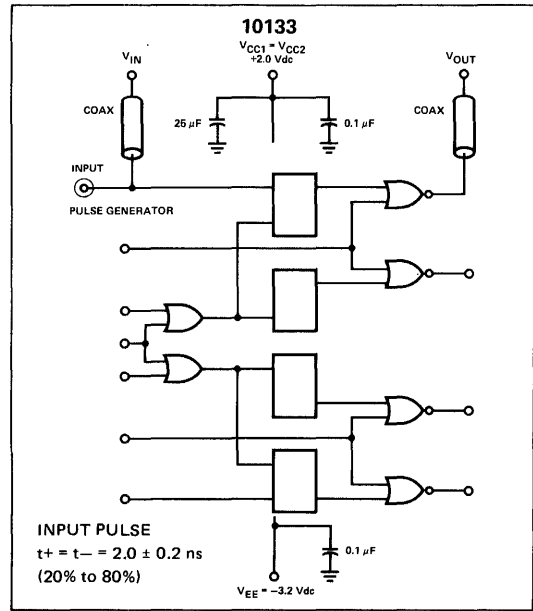 10133
VCC1 = VCC2
+2.0 Vdc
VIN
VOUT
COAX
25 μF
0.1 μF
COAX
INPUT
PULSE GENERATOR
INPUT PULSE
t+ = t− = 2.0 ± 0.2 ns
(20% to 80%)
0.1 μF
VEE = −3.2 Vdc